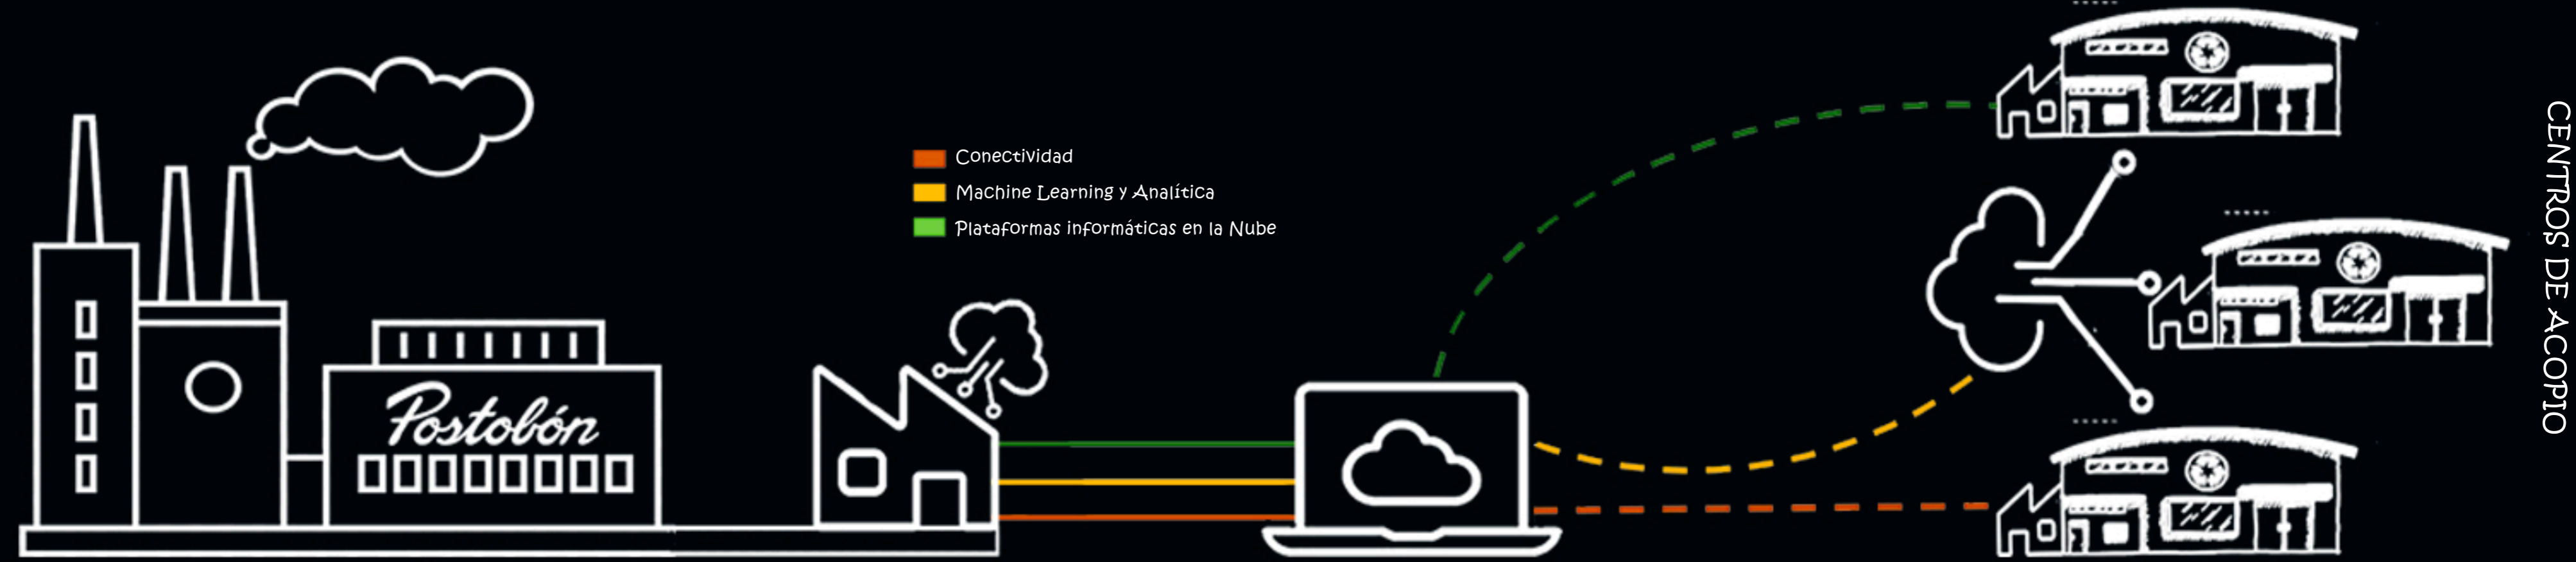 Conectividad
Machine Learning y Analítica
Plataformas informáticas en la Nube
Postobón
CENTROS DE ACOPIO